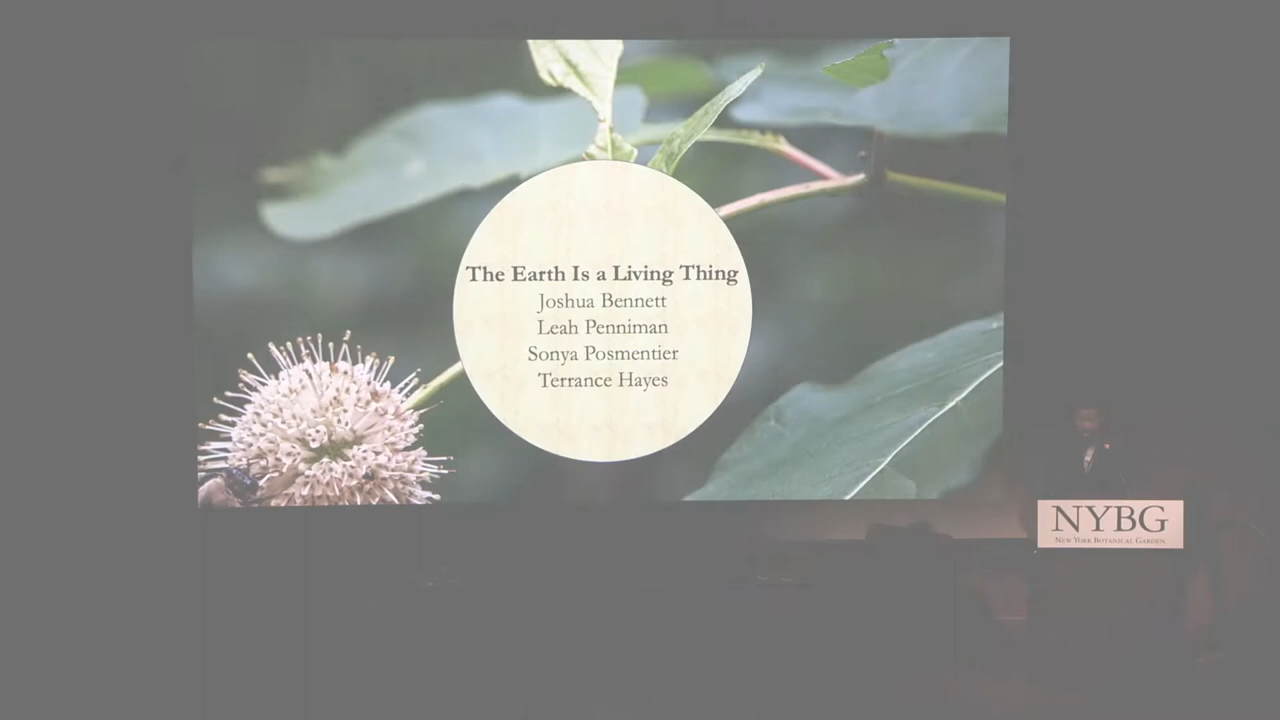 The Earth Is a Living Thing
Joshua Bennett
Leah Penniman
Sonya Posmentier
Terrance Hayes
NYBG
New York Botanical Garden